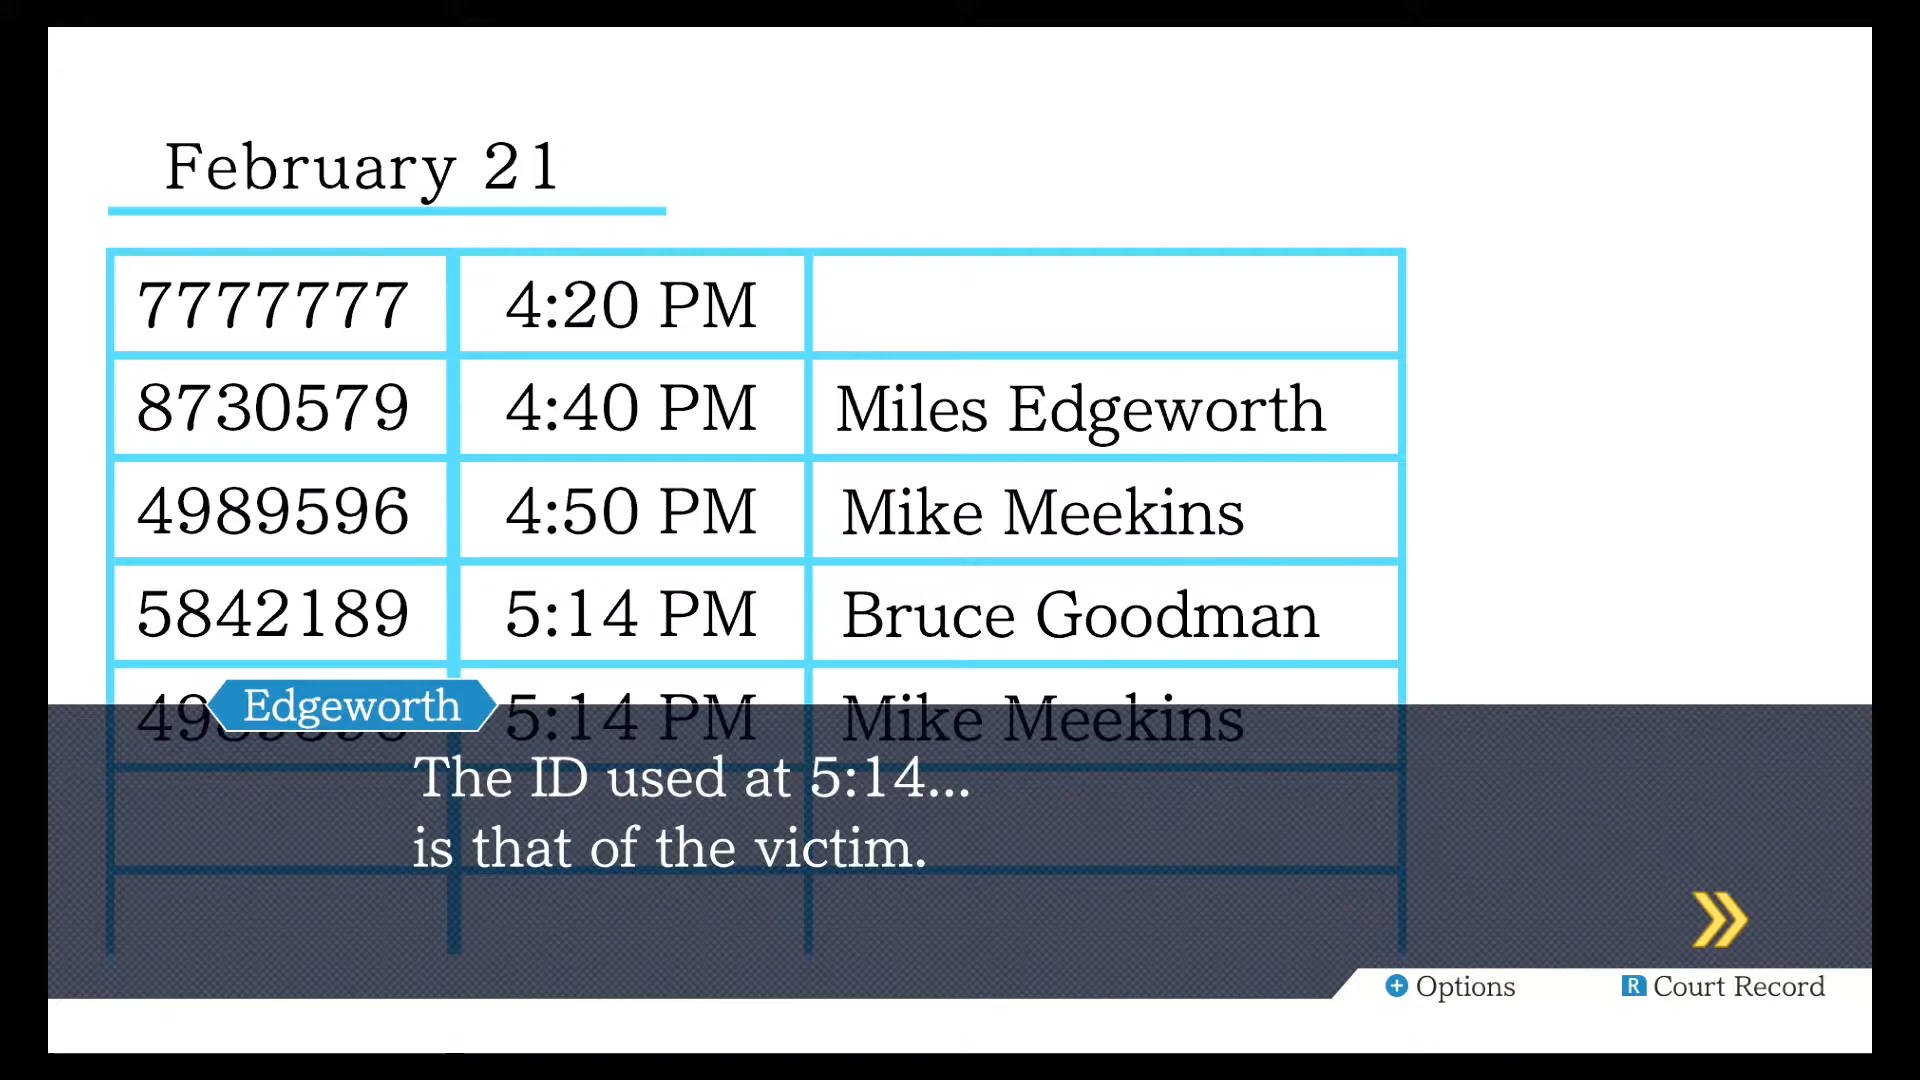 February 21
7777777 4:20 PM
8730579 4:40 PM Miles Edgeworth
4989596 4:50 PM Mike Meekins
5842189 5:14 PM Bruce Goodman
4989596 5:14 PM Mike Meekins
Edgeworth
The ID used at 5:14...
is that of the victim.
+ Options R Court Record